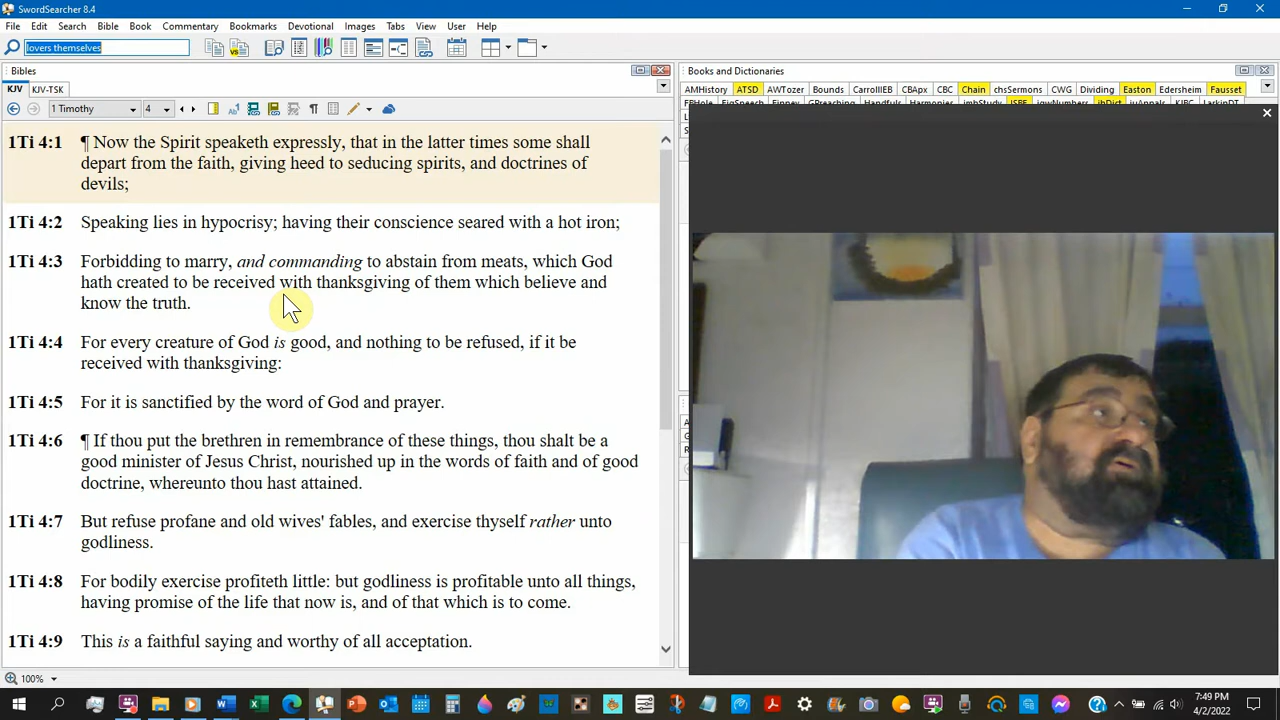 SwordSearcher 8.4
File Edit Search Bible Book Commentary Bookmarks Devotional Images Tabs View User Help
lovers themselves
Bibles
Books and Dictionaries
KJV KJV-TSK
AMHistory ATSD AWTozer Bounds CarrollIEB CBApx CBC Chain chsSermons CWG Dividing Easton Edersheim Fausset
1 Timothy 4
1Ti 4:1 ¶ Now the Spirit speaketh expressly, that in the latter times some shall
depart from the faith, giving heed to seducing spirits, and doctrines of
devils;
1Ti 4:2 Speaking lies in hypocrisy; having their conscience seared with a hot iron;
1Ti 4:3 Forbidding to marry, and commanding to abstain from meats, which God
hath created to be received with thanksgiving of them which believe and
know the truth.
1Ti 4:4 For every creature of God is good, and nothing to be refused, if it be
received with thanksgiving:
1Ti 4:5 For it is sanctified by the word of God and prayer.
1Ti 4:6 ¶ If thou put the brethren in remembrance of these things, thou shalt be a
good minister of Jesus Christ, nourished up in the words of faith and of good
doctrine, whereunto thou hast attained.
1Ti 4:7 But refuse profane and old wives' fables, and exercise thyself rather unto
godliness.
1Ti 4:8 For bodily exercise profiteth little: but godliness is profitable unto all things,
having promise of the life that now is, and of that which is to come.
1Ti 4:9 This is a faithful saying and worthy of all acceptation.
100%
7:49 PM
4/2/2022